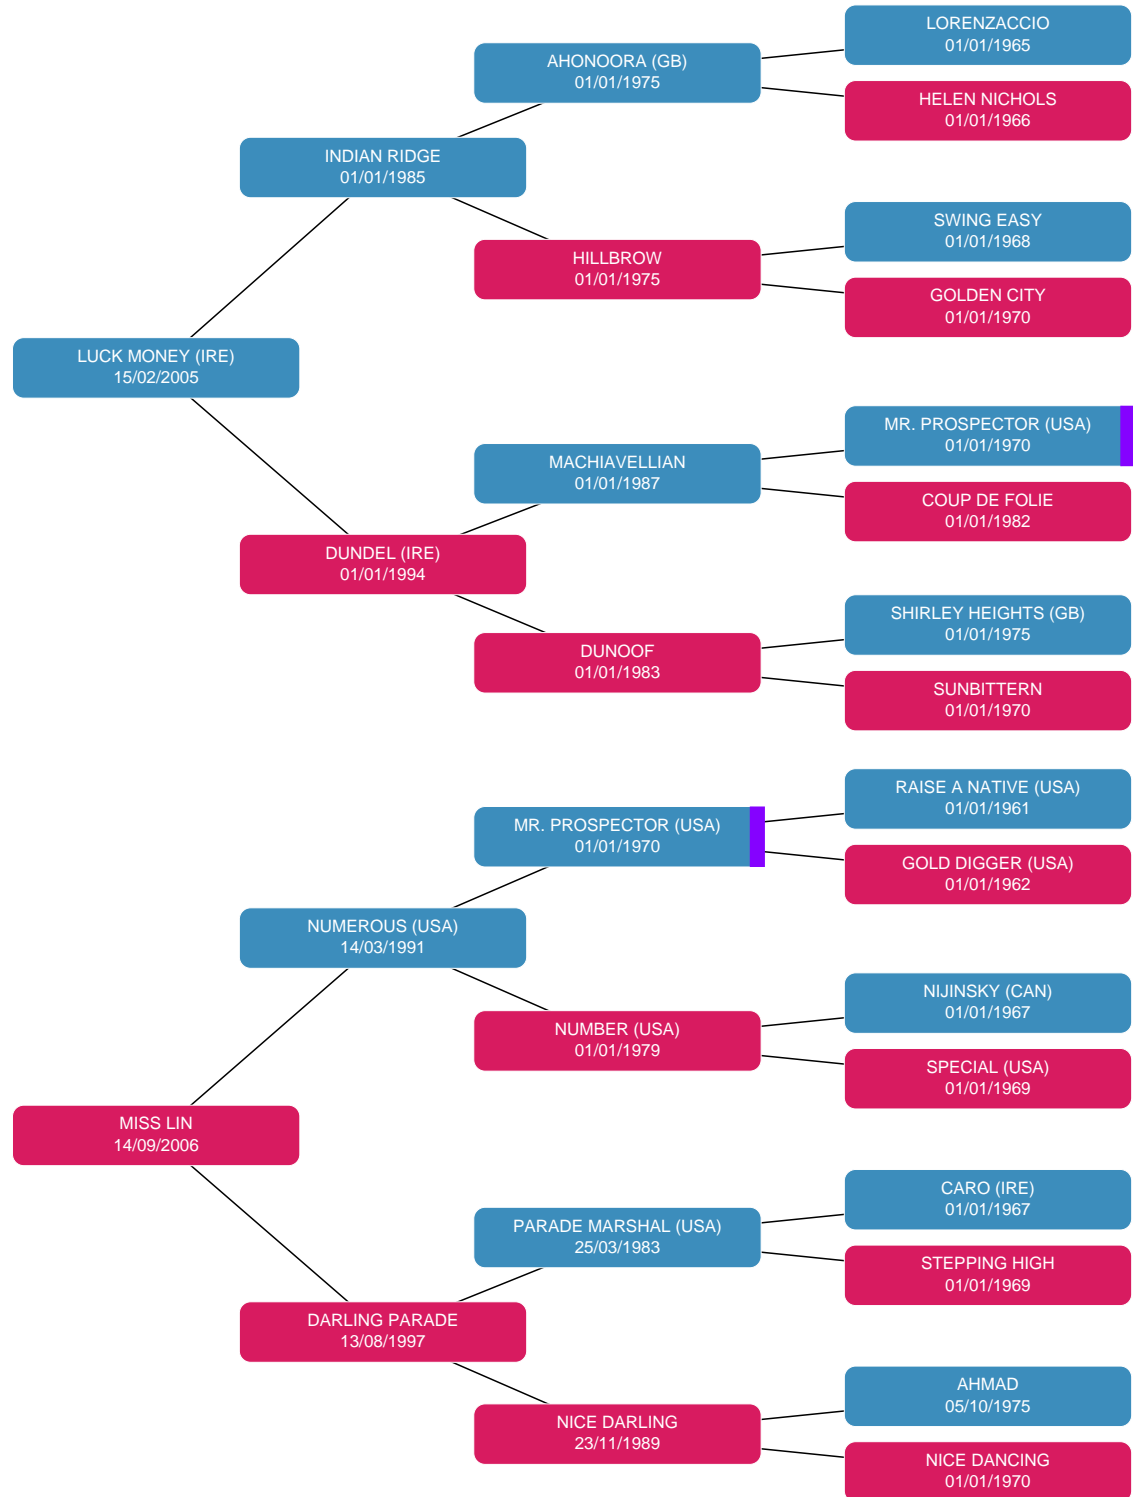 LORENZACCIO
01/01/1965
AHONOORA (GB)
01/01/1975
HELEN NICHOLS
01/01/1966
INDIAN RIDGE
01/01/1985
SWING EASY
01/01/1968
HILLBROW
01/01/1975
GOLDEN CITY
01/01/1970
LUCK MONEY (IRE)
15/02/2005
MR. PROSPECTOR (USA)
01/01/1970
MACHIAVELLIAN
01/01/1987
COUP DE FOLIE
01/01/1982
DUNDEL (IRE)
01/01/1994
SHIRLEY HEIGHTS (GB)
01/01/1975
DUNOOF
01/01/1983
SUNBITTERN
01/01/1970
RAISE A NATIVE (USA)
01/01/1961
MR. PROSPECTOR (USA)
01/01/1970
GOLD DIGGER (USA)
01/01/1962
NUMEROUS (USA)
14/03/1991
NIJINSKY (CAN)
01/01/1967
NUMBER (USA)
01/01/1979
SPECIAL (USA)
01/01/1969
MISS LIN
14/09/2006
CARO (IRE)
01/01/1967
PARADE MARSHAL (USA)
25/03/1983
STEPPING HIGH
01/01/1969
DARLING PARADE
13/08/1997
AHMAD
05/10/1975
NICE DARLING
23/11/1989
NICE DANCING
01/01/1970